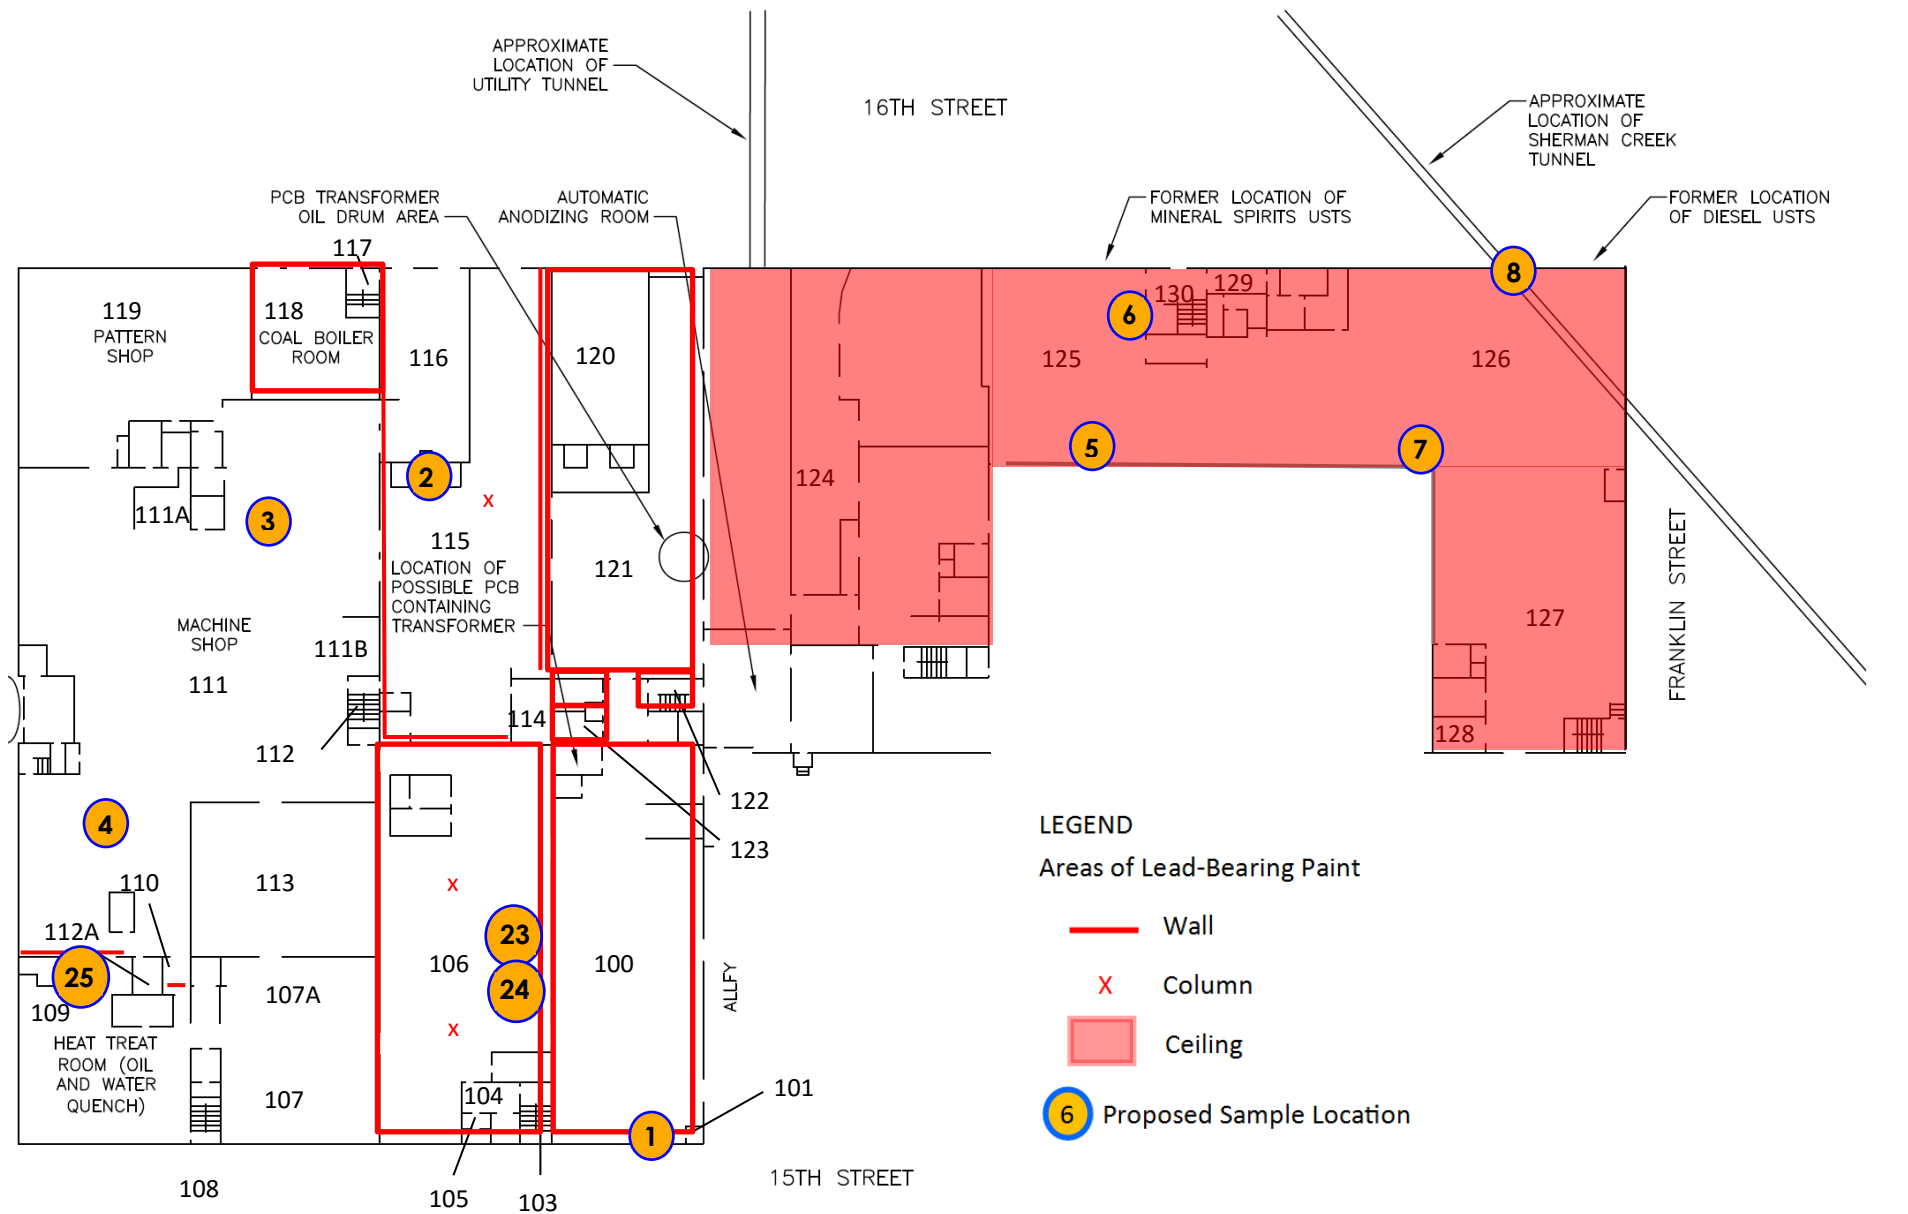 APPROXIMATE
LOCATION OF
UTILITY TUNNEL
16TH STREET
APPROXIMATE
LOCATION OF
SHERMAN CREEK
TUNNEL
PCB TRANSFORMER
OIL DRUM AREA
AUTOMATIC
ANODIZING ROOM
FORMER LOCATION OF
MINERAL SPIRITS USTS
FORMER LOCATION
OF DIESEL USTS
117
119
PATTERN
SHOP
118
COAL BOILER
ROOM
116
120
130
129
8
6
125
126
5
7
2
X
124
111A
3
115
LOCATION OF
POSSIBLE PCB
CONTAINING
TRANSFORMER
121
MACHINE
SHOP
111B
111
127
FRANKLIN STREET
114
128
112
122
123
4
110
113
X
112A
23
25
106
24
100
107A
109
X
ALLEY
HEAT TREAT
ROOM (OIL
AND WATER
QUENCH)
107
104
101
1
108
105
103
15TH STREET
LEGEND
Areas of Lead-Bearing Paint
Wall
X
Column
Ceiling
6
Proposed Sample Location